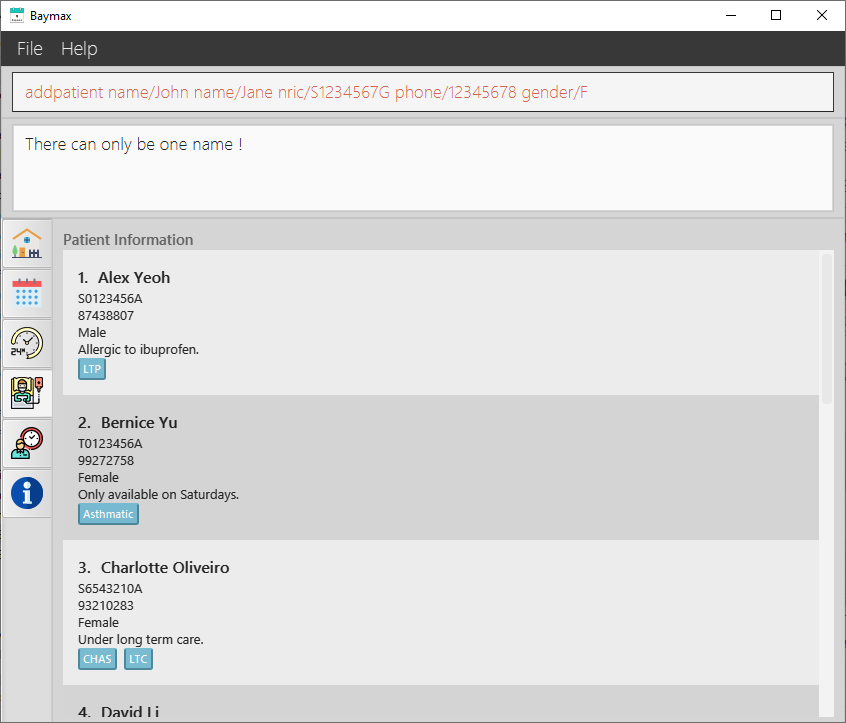 Baymax
File Help
addpatient name/John name/Jane nric/S1234567G phone/12345678 gender/F
There can only be one name !
Patient Information
1. Alex Yeoh
S0123456A
87438807
Male
Allergic to ibuprofen.
LTP
2. Bernice Yu
T0123456A
99272758
Female
Only available on Saturdays.
Asthmatic
3. Charlotte Oliveiro
S6543210A
93210283
Female
Under long term care.
CHAS LTC
4. David Li
24H